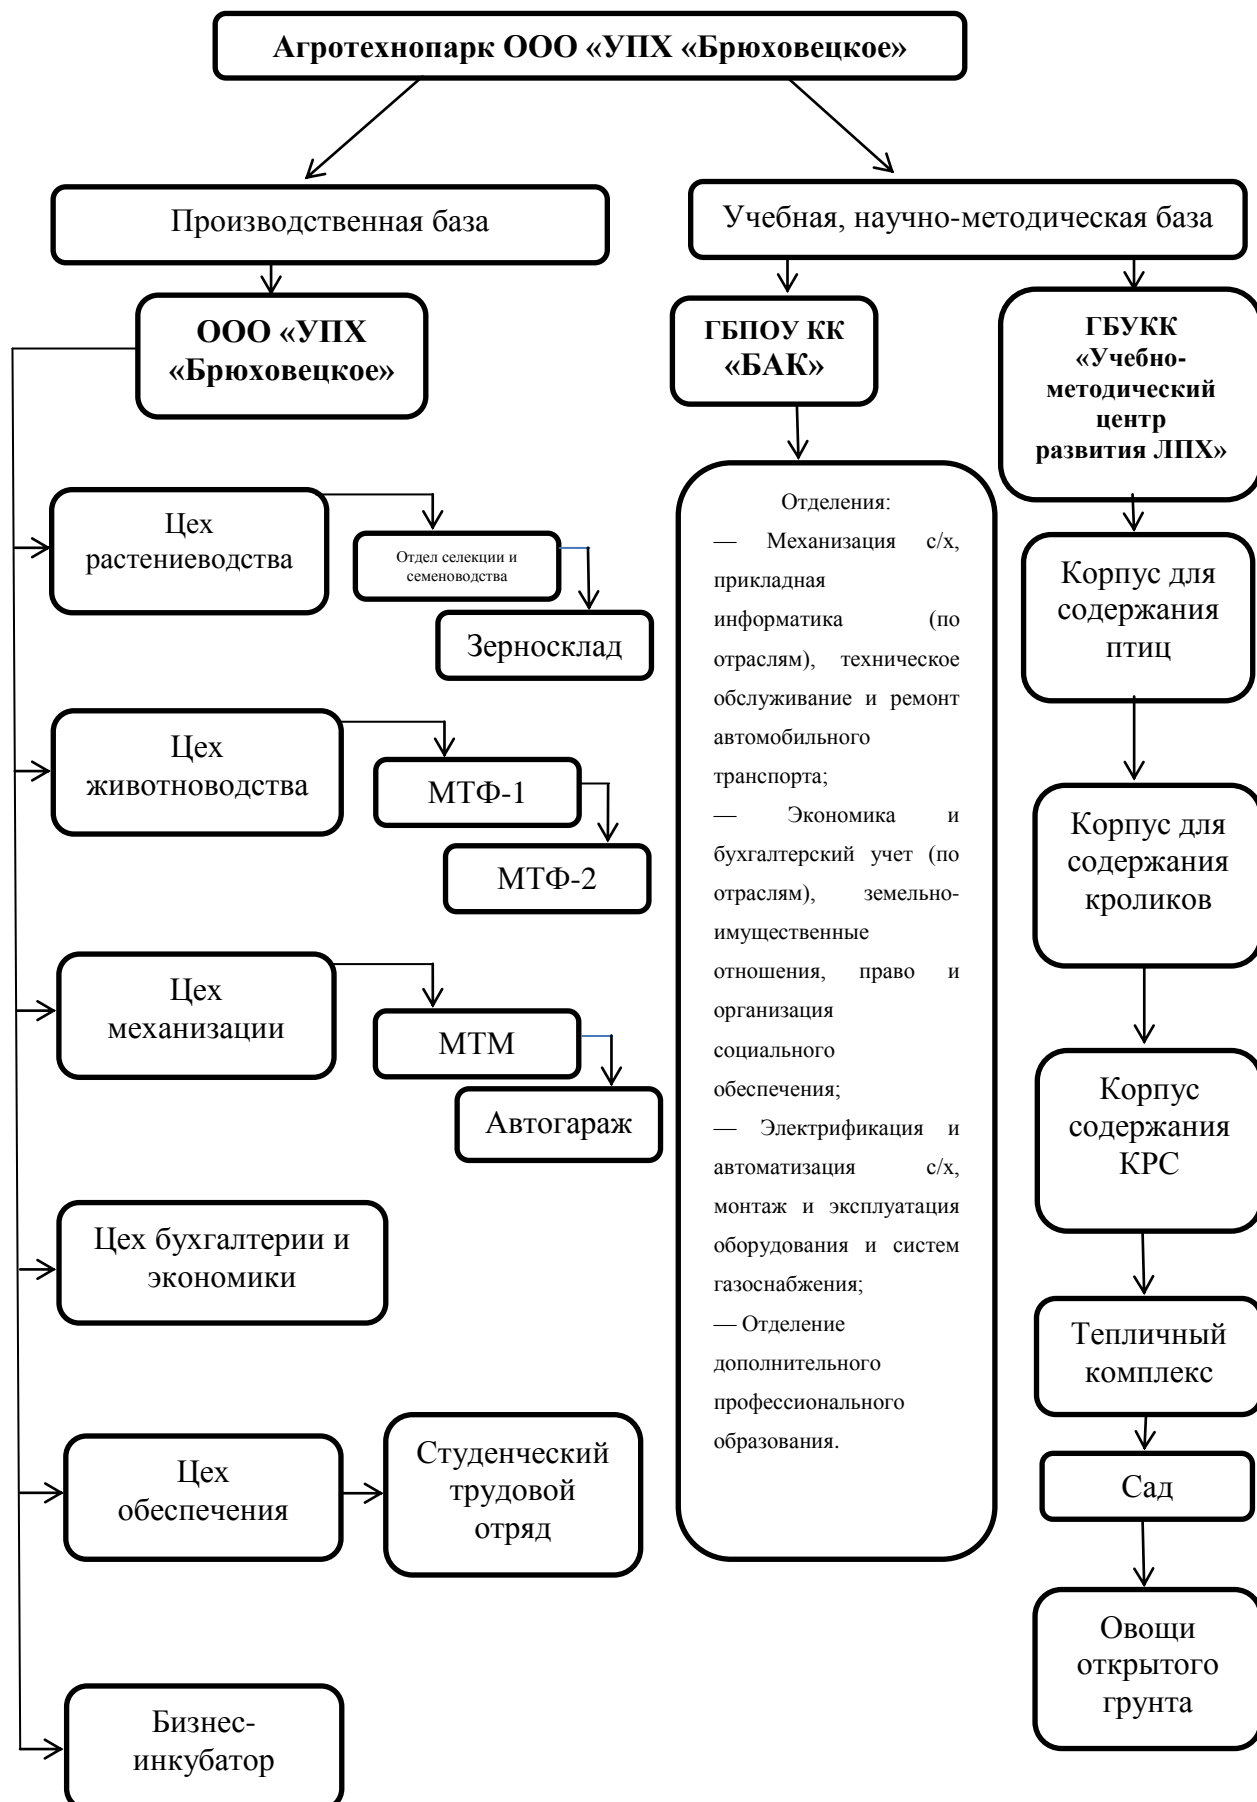 Агротехнопарк ООО «УПХ «Брюховецкое»
Производственная база
Учебная, научно-методическая база
ООО «УПХ
«Брюховецкое»
Цех
растениеводства
Отдел селекции и
семеноводства
Зерносклад
Цех
животноводства
МТФ-1
МТФ-2
Цех
механизации
МТМ
Автогараж
Цех бухгалтерии и
экономики
Цех
обеспечения
Студенческий
трудовой
отряд
Бизнес-
инкубатор
ГБПОУ КК
«БАК»
Отделения:
— Механизация с/х,
прикладная
информатика (по
отраслям), техническое
обслуживание и ремонт
автомобильного
транспорта;
— Экономика и
бухгалтерский учет (по
отраслям), земельно-
имущественные
отношения, право и
организация
социального
обеспечения;
— Электрификация и
автоматизация с/х,
монтаж и эксплуатация
оборудования и систем
газоснабжения;
— Отделение
дополнительного
профессионального
образования.
ГБУКК
«Учебно-
методический
центр
развития ЛПХ»
Корпус для
содержания
птиц
Корпус для
содержания
кроликов
Корпус
содержания
КРС
Тепличный
комплекс
Сад
Овощи
открытого
грунта